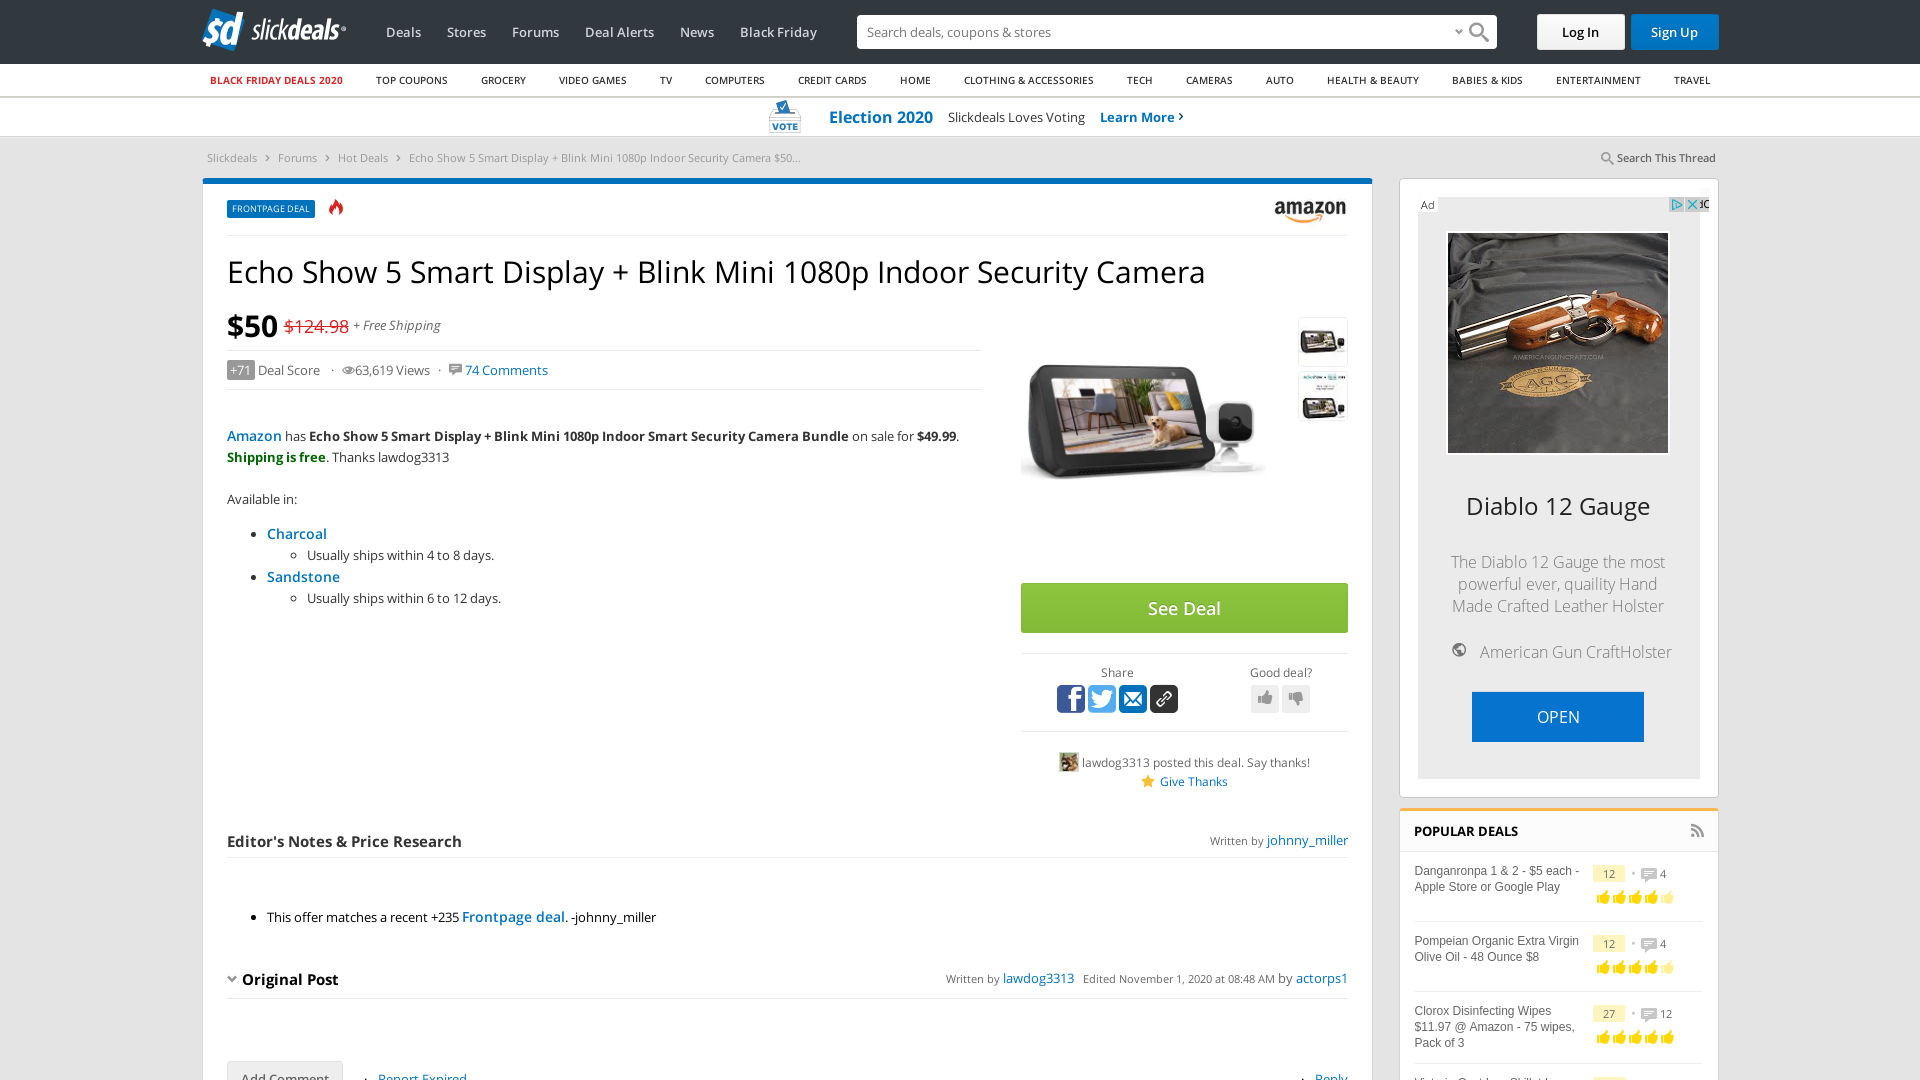 sd slickdeals
Deals Stores Forums Deal Alerts News Black Friday
Search deals, coupons & stores
Log In Sign Up
BLACK FRIDAY DEALS 2020 TOP COUPONS GROCERY VIDEO GAMES TV COMPUTERS CREDIT CARDS HOME CLOTHING & ACCESSORIES TECH CAMERAS AUTO HEALTH & BEAUTY BABIES & KIDS ENTERTAINMENT TRAVEL
VOTE Election 2020 Slickdeals Loves Voting Learn More
Slickdeals › Forums › Hot Deals › Echo Show 5 Smart Display + Blink Mini 1080p Indoor Security Camera $50...
Search This Thread
FRONTPAGE DEAL
amazon
Echo Show 5 Smart Display + Blink Mini 1080p Indoor Security Camera
$50 $124.98 + Free Shipping
+71 Deal Score · 63,619 Views · 74 Comments
Amazon has Echo Show 5 Smart Display + Blink Mini 1080p Indoor Smart Security Camera Bundle on sale for $49.99.
Shipping is free. Thanks lawdog3313
Available in:
• Charcoal
◦ Usually ships within 4 to 8 days.
• Sandstone
◦ Usually ships within 6 to 12 days.
See Deal
Share Good deal?
lawdog3313 posted this deal. Say thanks!
Give Thanks
Editor's Notes & Price Research
Written by johnny_miller
• This offer matches a recent +235 Frontpage deal. -johnny_miller
Original Post
Written by lawdog3313 Edited November 1, 2020 at 08:48 AM by actorps1
Add Comment · Report Expired · Reply
Ad
AMERICANGUNCRAFT.COM
AGC
Diablo 12 Gauge
The Diablo 12 Gauge the most
powerful ever, quaility Hand
Made Crafted Leather Holster
American Gun CraftHolster
OPEN
POPULAR DEALS
Danganronpa 1 & 2 - $5 each -
Apple Store or Google Play
12 • 4
Pompeian Organic Extra Virgin
Olive Oil - 48 Ounce $8
12 • 4
Clorox Disinfecting Wipes
$11.97 @ Amazon - 75 wipes,
Pack of 3
27 • 12